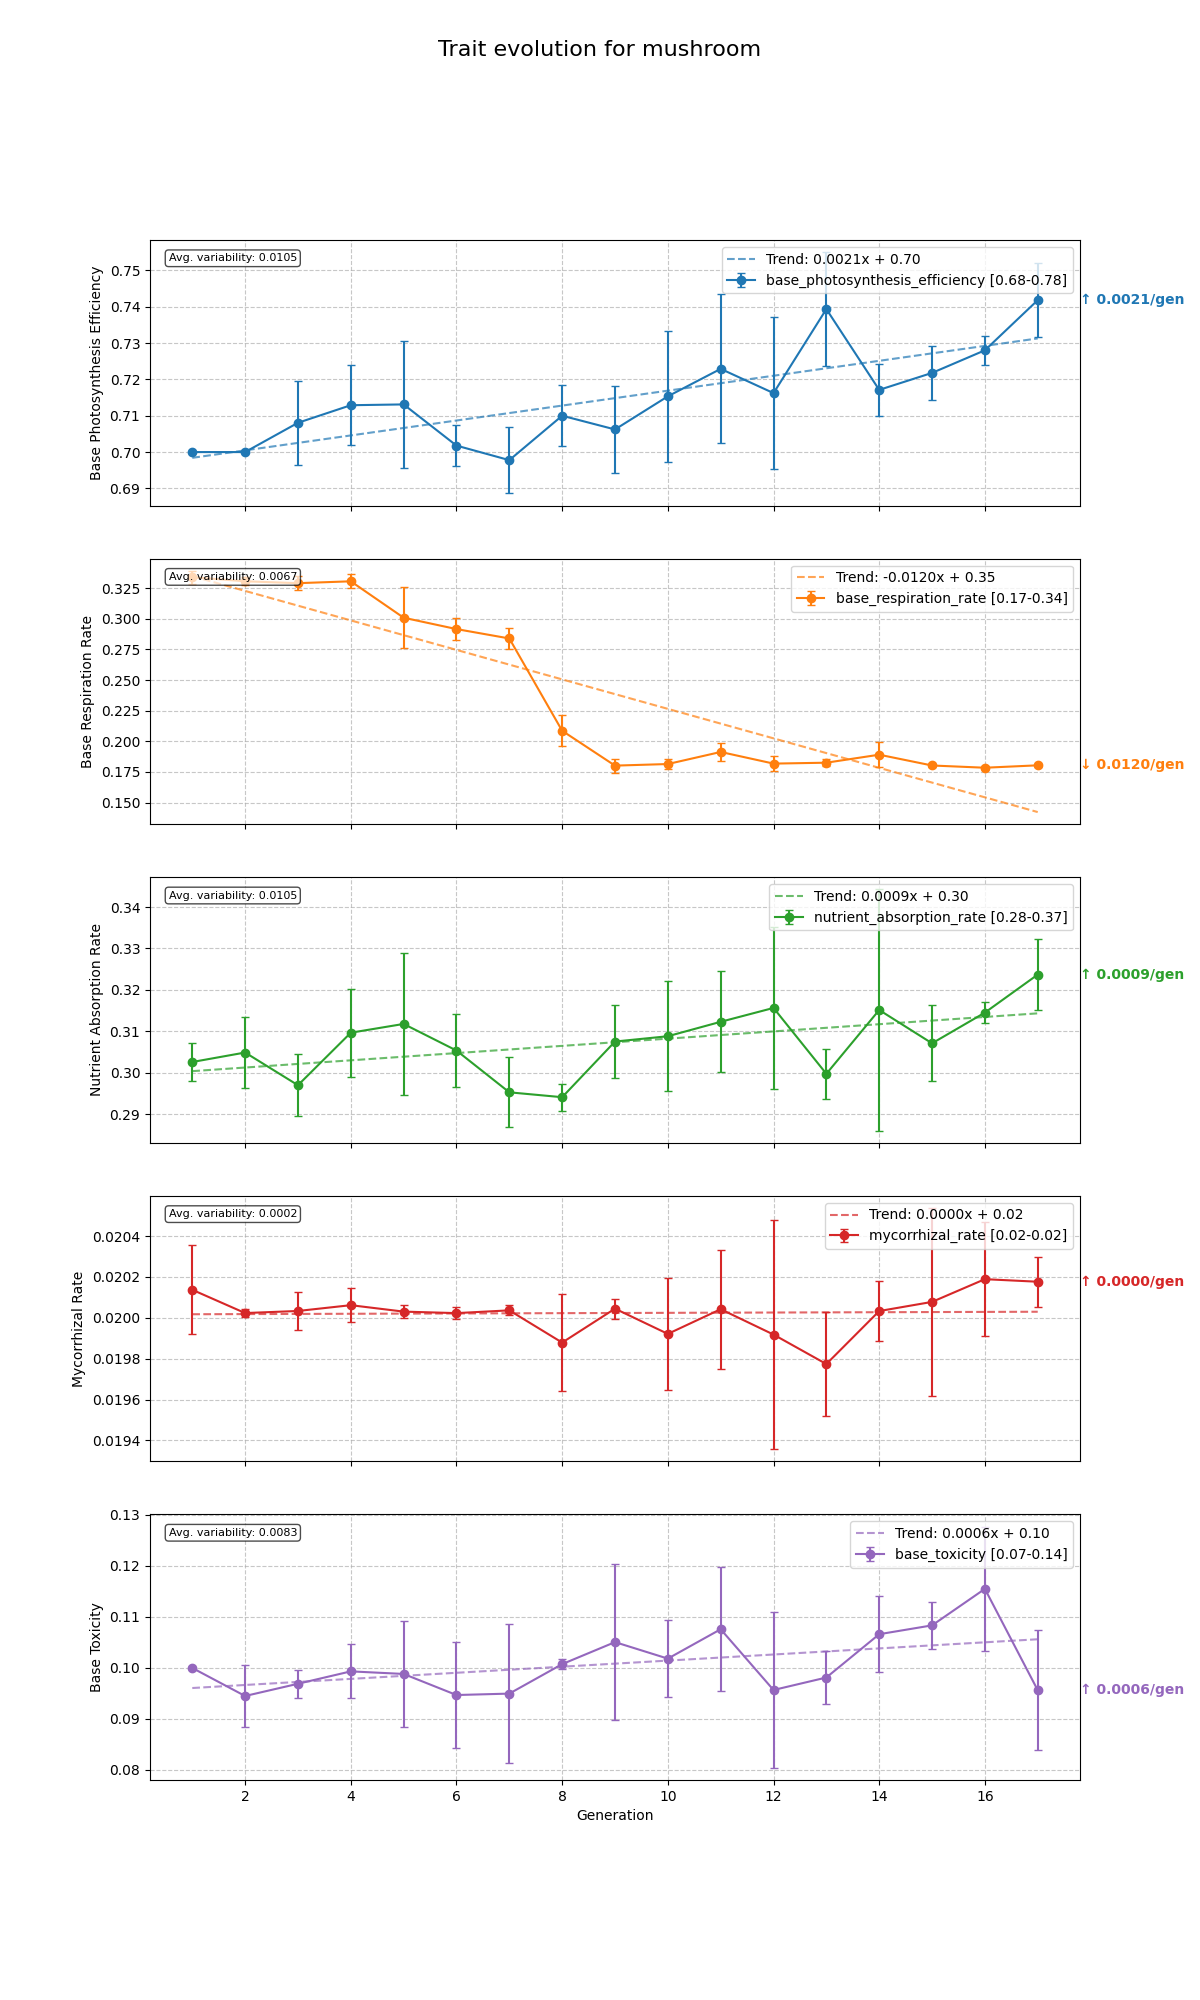 Trait evolution for mushroom
Avg. variability: 0.0105
Trend: 0.0021x + 0.70
base_photosynthesis_efficiency [0.68-0.78]
↑ 0.0021/gen
Base Photosynthesis Efficiency
0.75
0.74
0.73
0.72
0.71
0.70
0.69
Avg. variability: 0.0067
Trend: -0.0120x + 0.35
base_respiration_rate [0.17-0.34]
↓ 0.0120/gen
Base Respiration Rate
0.325
0.300
0.275
0.250
0.225
0.200
0.175
0.150
Avg. variability: 0.0105
Trend: 0.0009x + 0.30
nutrient_absorption_rate [0.28-0.37]
↑ 0.0009/gen
Nutrient Absorption Rate
0.34
0.33
0.32
0.31
0.30
0.29
Avg. variability: 0.0002
Trend: 0.0000x + 0.02
mycorrhizal_rate [0.02-0.02]
↑ 0.0000/gen
Mycorrhizal Rate
0.0204
0.0202
0.0200
0.0198
0.0196
0.0194
Avg. variability: 0.0083
Trend: 0.0006x + 0.10
base_toxicity [0.07-0.14]
↑ 0.0006/gen
Base Toxicity
0.13
0.12
0.11
0.10
0.09
0.08
2 4 6 8 10 12 14 16
Generation